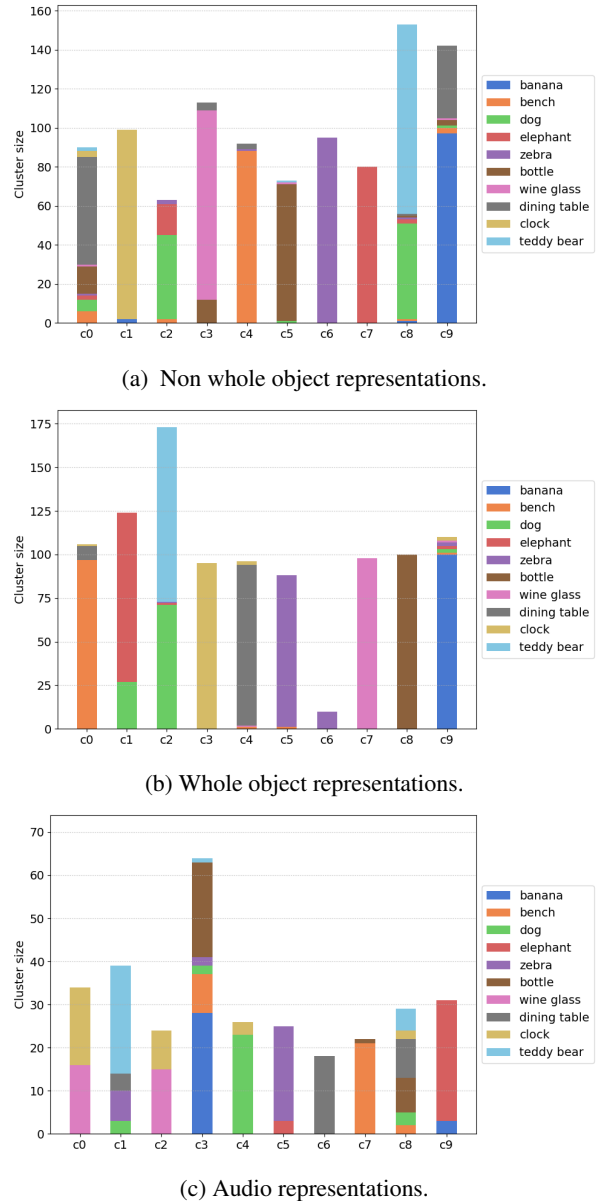 160
140
120
100
80
60
40
20
0
Cluster size
c0 c1 c2 c3 c4 c5 c6 c7 c8 c9
banana
bench
dog
elephant
zebra
bottle
wine glass
dining table
clock
teddy bear
(a) Non whole object representations.
175
150
125
100
75
50
25
0
Cluster size
c0 c1 c2 c3 c4 c5 c6 c7 c8 c9
banana
bench
dog
elephant
zebra
bottle
wine glass
dining table
clock
teddy bear
(b) Whole object representations.
70
60
50
40
30
20
10
0
Cluster size
c0 c1 c2 c3 c4 c5 c6 c7 c8 c9
banana
bench
dog
elephant
zebra
bottle
wine glass
dining table
clock
teddy bear
(c) Audio representations.